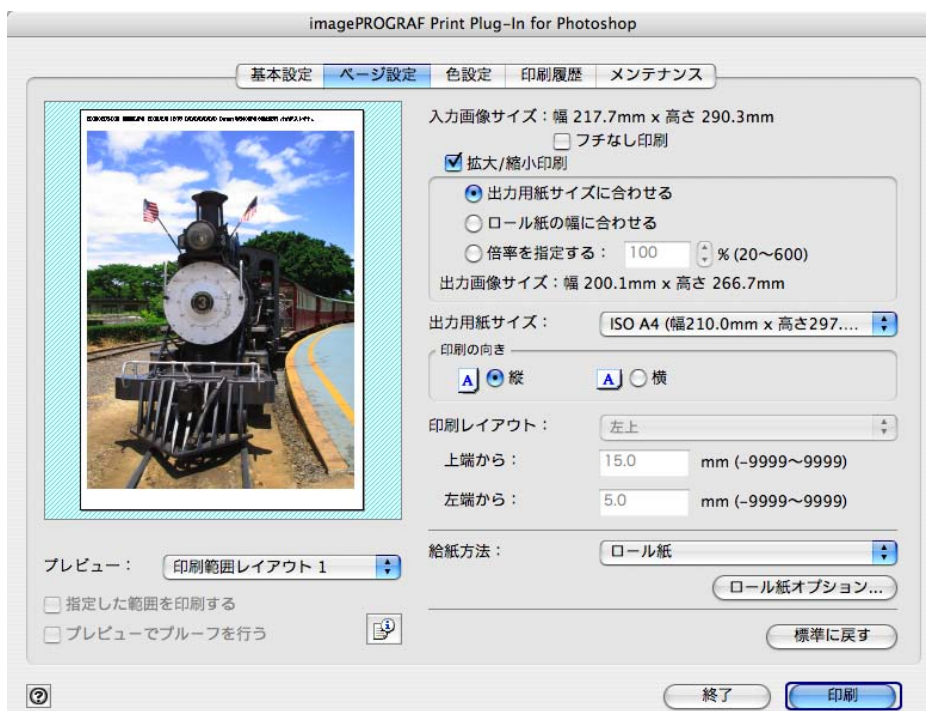 imagePROGRAF Print Plug-In for Photoshop
基本設定 ページ設定 色設定 印刷履歴 メンテナンス
入力画像サイズ：幅 217.7mm x 高さ 290.3mm
フチなし印刷
拡大/縮小印刷
出力用紙サイズに合わせる
ロール紙の幅に合わせる
倍率を指定する： 100 % (20～600)
出力画像サイズ：幅 200.1mm x 高さ 266.7mm
出力用紙サイズ： ISO A4 (幅210.0mm x 高さ297....
印刷の向き
A 縦 A 横
印刷レイアウト： 左上
上端から： 15.0 mm (-9999～9999)
左端から： 5.0 mm (-9999～9999)
給紙方法： ロール紙
ロール紙オプション...
標準に戻す
3
プレビュー： 印刷範囲レイアウト 1
指定した範囲を印刷する
プレビューでプルーフを行う
? 終了 印刷